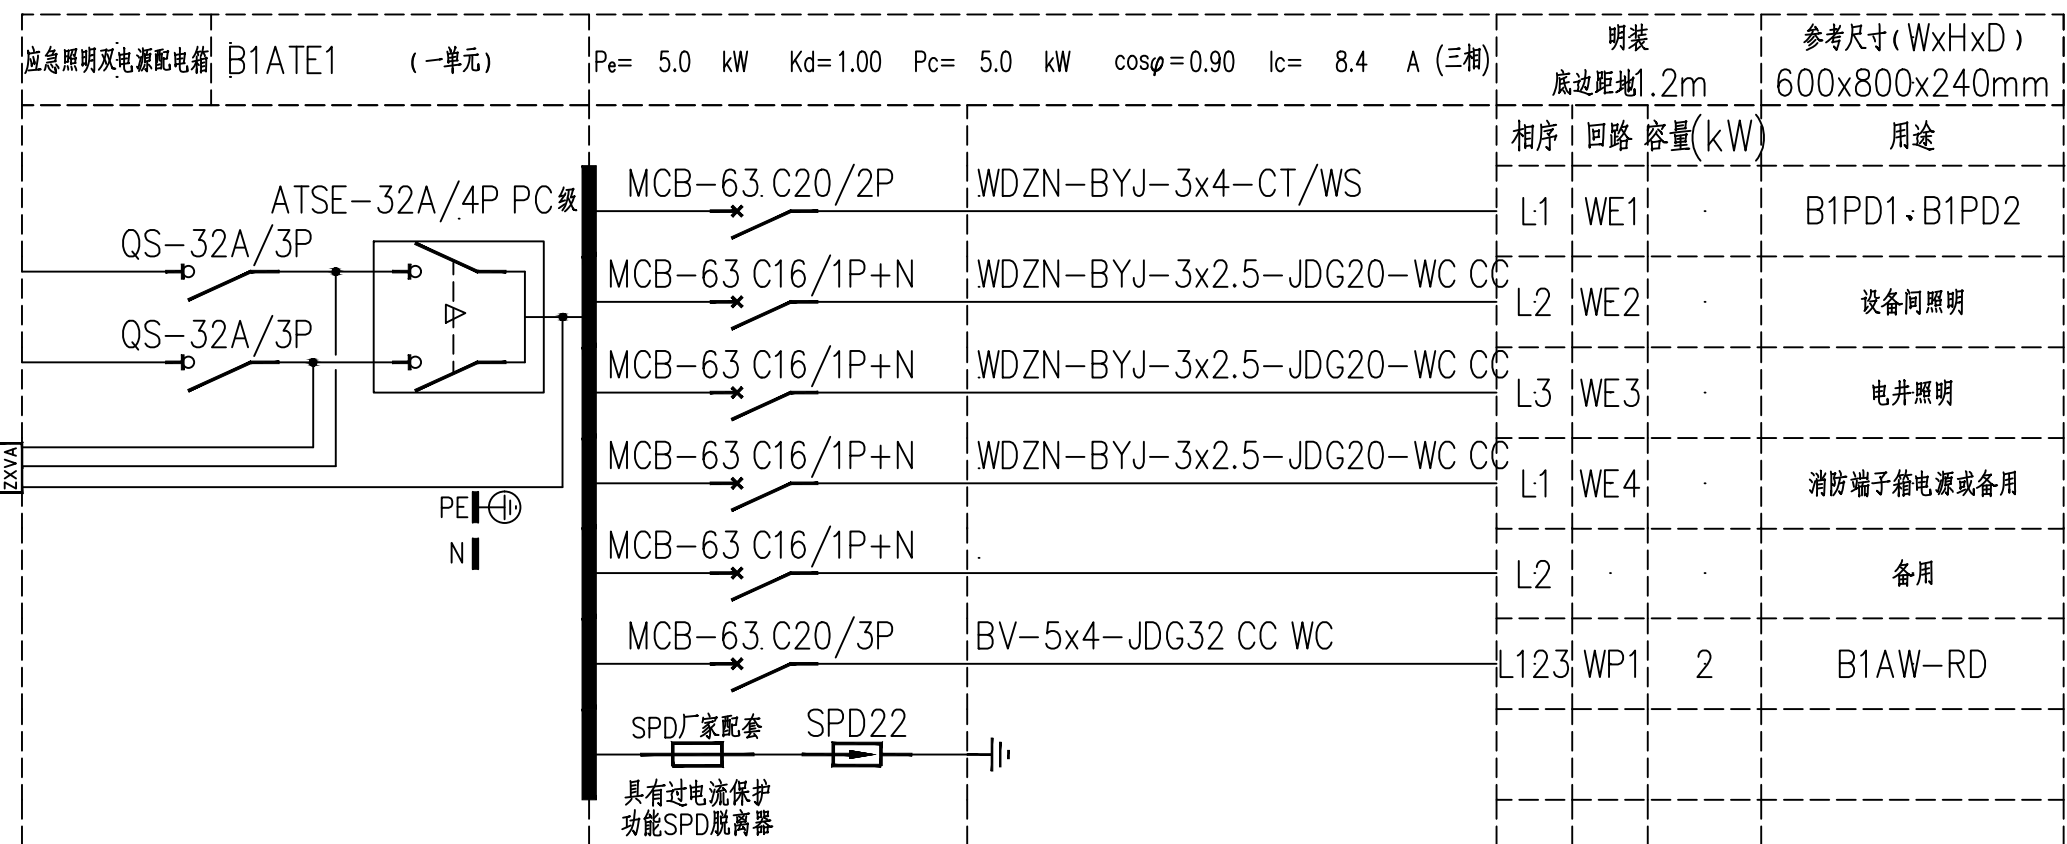 应急照明双电源配电箱 B1ATE1 (一单元) Pe= 5.0 kW Kd=1.00 Pc= 5.0 kW cosφ=0.90 Ic= 8.4 A (三相)
明装
底边距地1.2m
参考尺寸(WxHxD)
600x800x240mm
相序 回路 容量(kW) 用途
ATSE-32A/4P PC级
QS-32A/3P
QS-32A/3P
ZXVA
PE
N
MCB-63 C20/2P WDZN-BYJ-3x4-CT/WS L1 WE1 B1PD1、B1PD2
MCB-63 C16/1P+N WDZN-BYJ-3x2.5-JDG20-WC CC L2 WE2 设备间照明
MCB-63 C16/1P+N WDZN-BYJ-3x2.5-JDG20-WC CC L3 WE3 电井照明
MCB-63 C16/1P+N WDZN-BYJ-3x2.5-JDG20-WC CC L1 WE4 消防端子箱电源或备用
MCB-63 C16/1P+N L2 备用
MCB-63 C20/3P BV-5x4-JDG32 CC WC L123 WP1 2 B1AW-RD
SPD厂家配套 SPD22
具有过电流保护
功能SPD脱离器